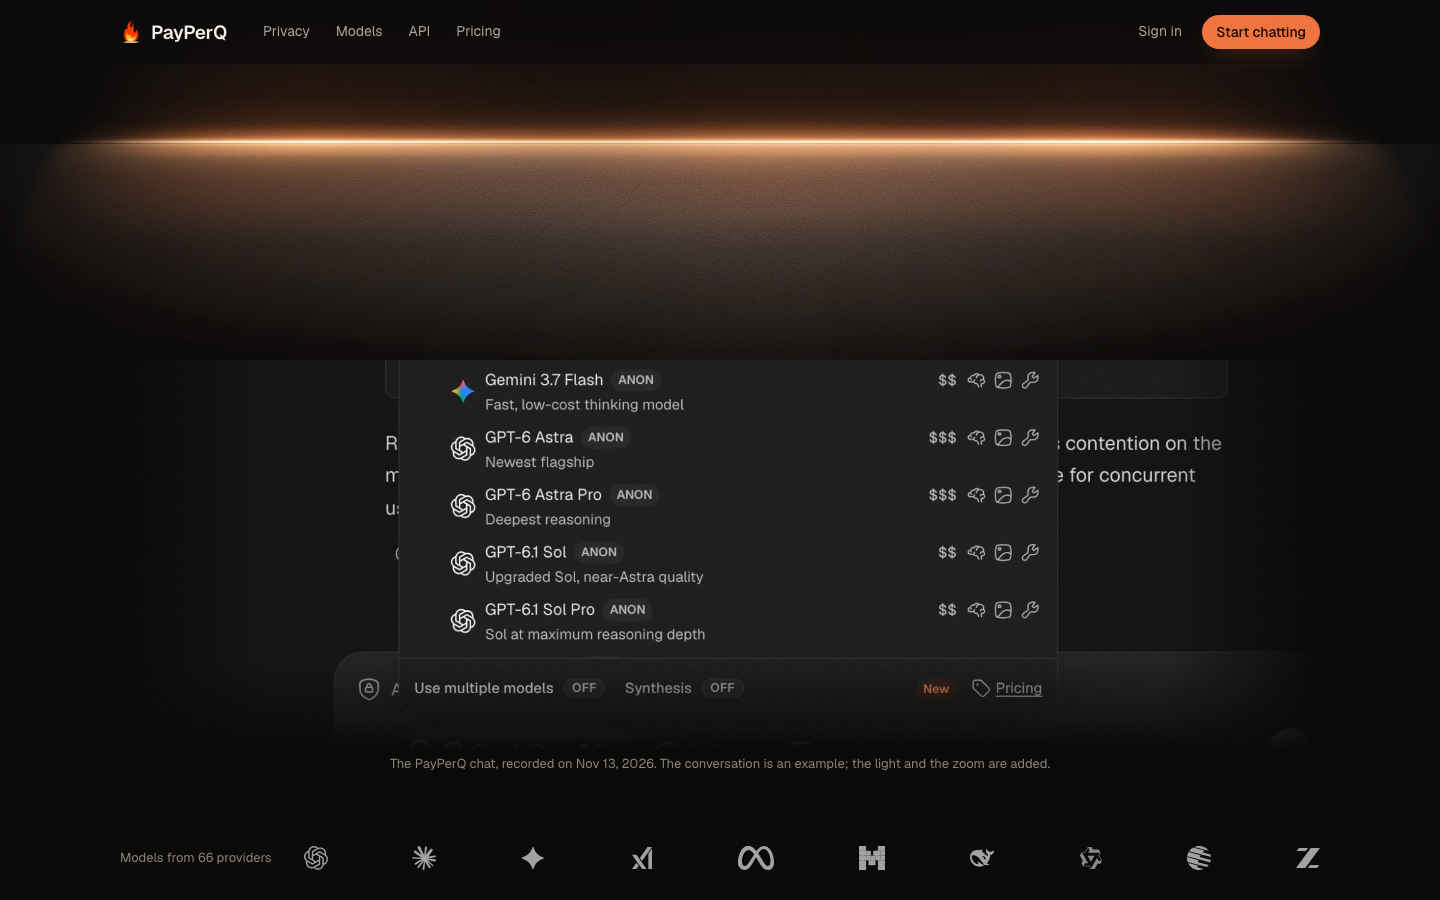 PayPerQ
Privacy
Models
API
Pricing
Sign in
Start chatting
Gemini 3.7 Flash
ANON
$$
Fast, low-cost thinking model
GPT-6 Astra
ANON
$$$
Newest flagship
GPT-6 Astra Pro
ANON
$$$
Deepest reasoning
GPT-6.1 Sol
ANON
$$
Upgraded Sol, near-Astra quality
GPT-6.1 Sol Pro
ANON
$$
Sol at maximum reasoning depth
contention on the
for concurrent
Use multiple models
OFF
Synthesis
OFF
New
Pricing
The PayPerQ chat, recorded on Nov 13, 2026. The conversation is an example; the light and the zoom are added.
Models from 66 providers